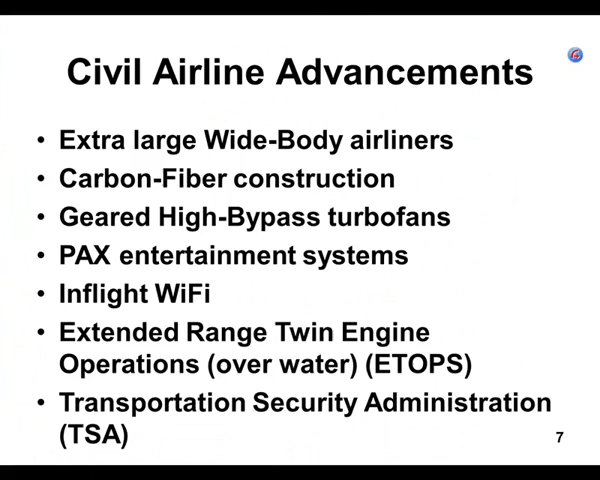 Civil Airline Advancements
• Extra large Wide-Body airliners
• Carbon-Fiber construction
• Geared High-Bypass turbofans
• PAX entertainment systems
• Inflight WiFi
• Extended Range Twin Engine
Operations (over water) (ETOPS)
• Transportation Security Administration
(TSA)
7